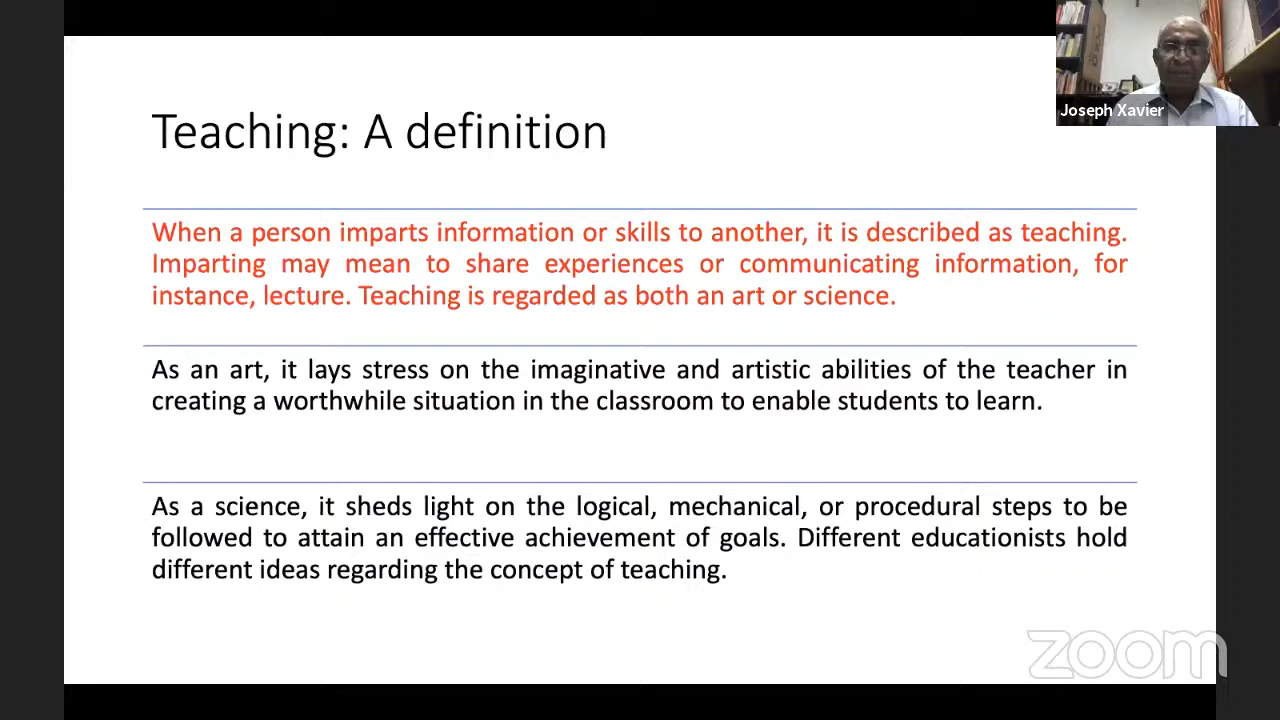 Joseph Xavier
Teaching: A definition
When a person imparts information or skills to another, it is described as teaching.
Imparting may mean to share experiences or communicating information, for
instance, lecture. Teaching is regarded as both an art or science.
As an art, it lays stress on the imaginative and artistic abilities of the teacher in
creating a worthwhile situation in the classroom to enable students to learn.
As a science, it sheds light on the logical, mechanical, or procedural steps to be
followed to attain an effective achievement of goals. Different educationists hold
different ideas regarding the concept of teaching.
zoom